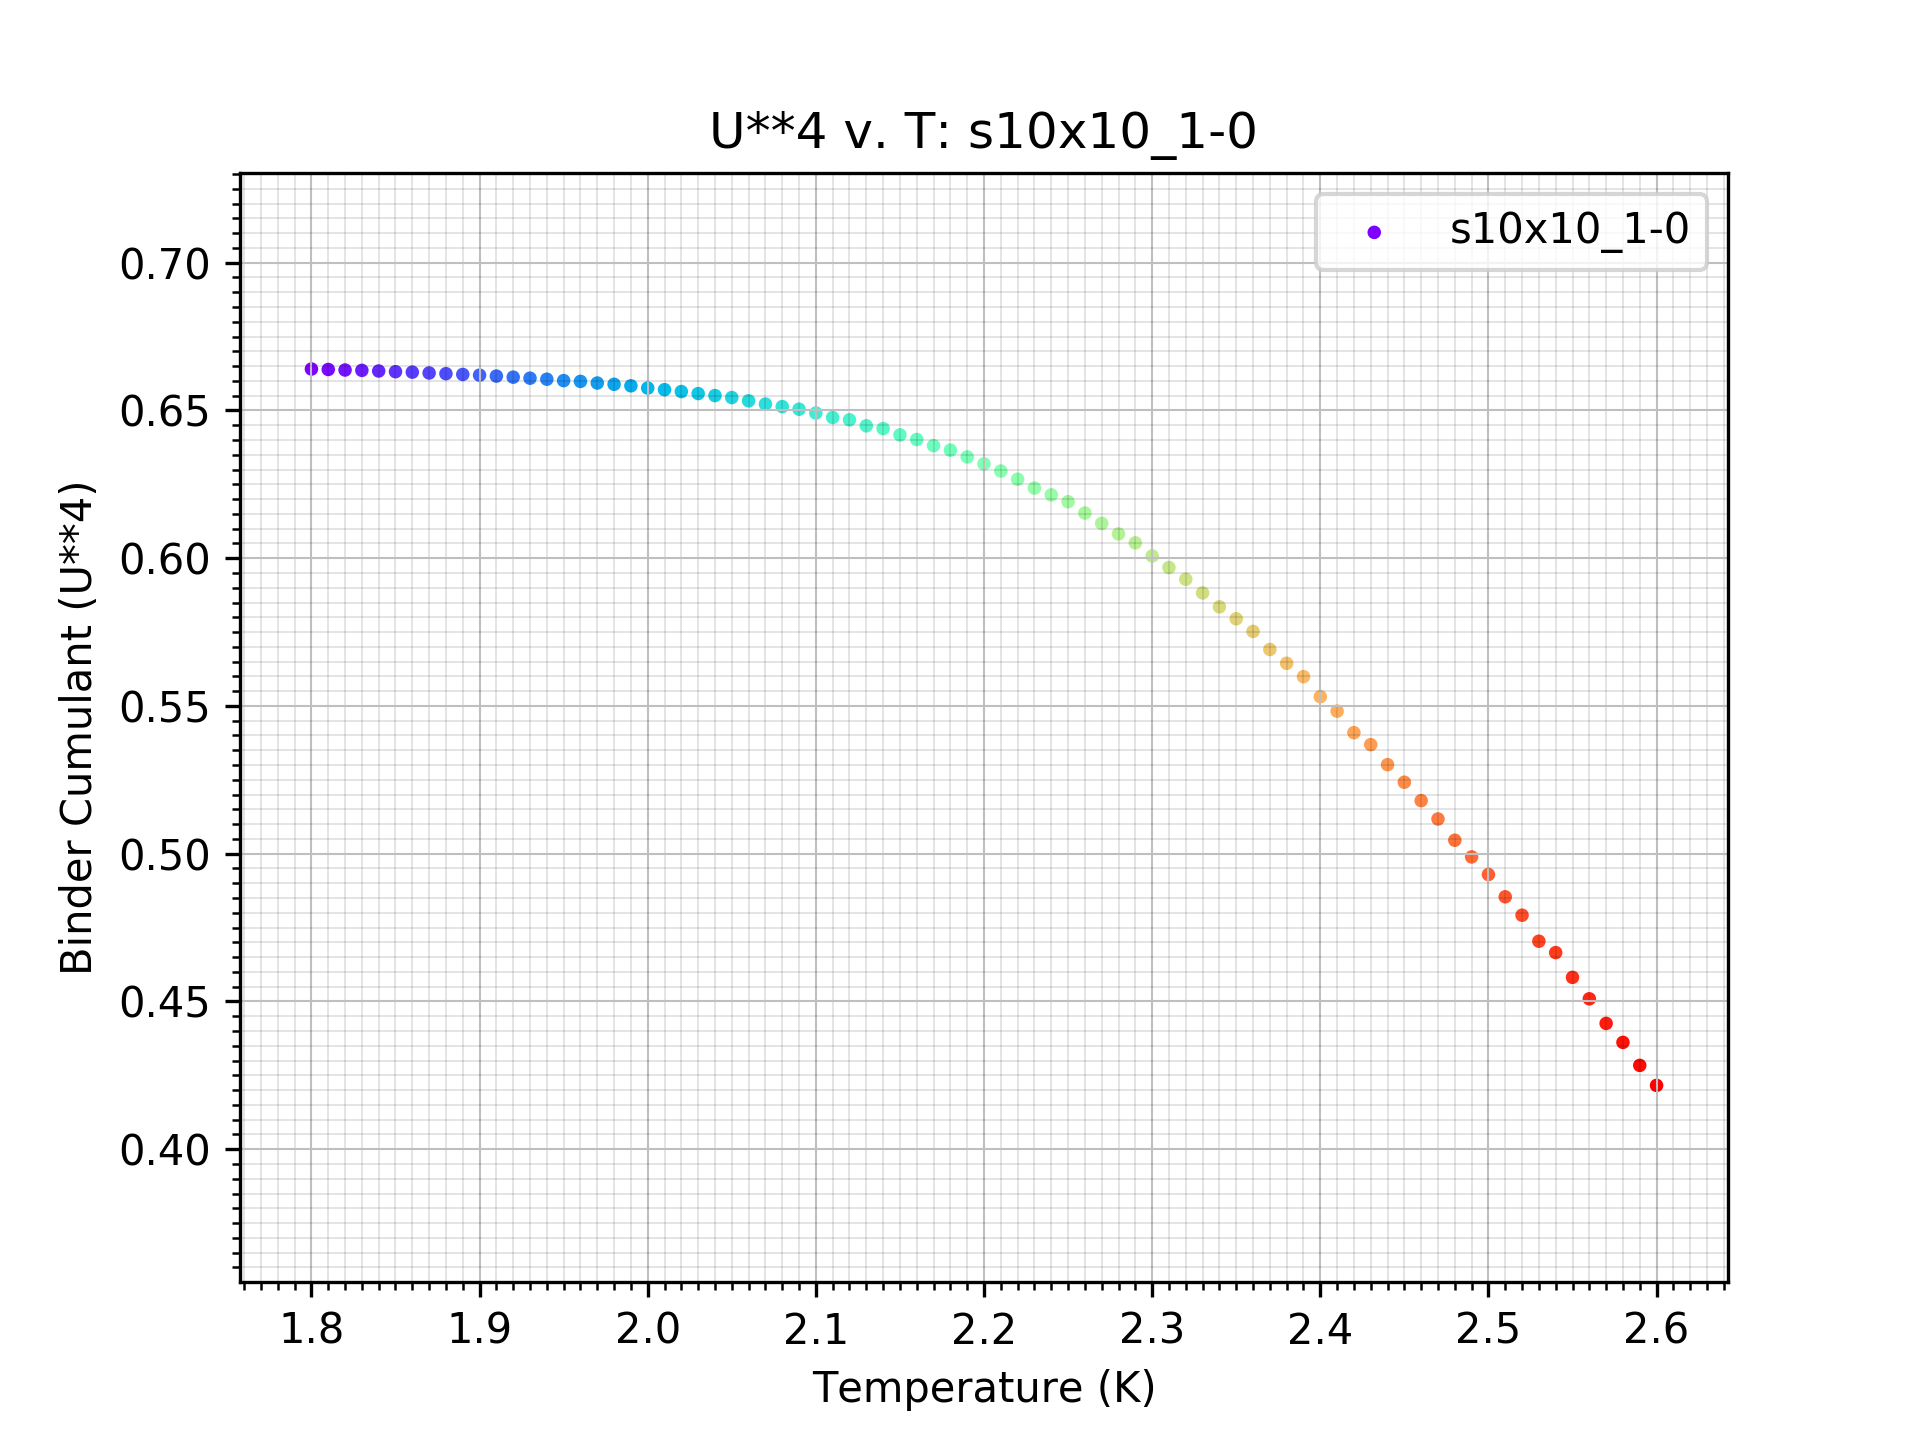 U**4 v. T: s10x10_1-0
s10x10_1-0
Binder Cumulant (U**4)
0.70
0.65
0.60
0.55
0.50
0.45
0.40
1.8 1.9 2.0 2.1 2.2 2.3 2.4 2.5 2.6
Temperature (K)